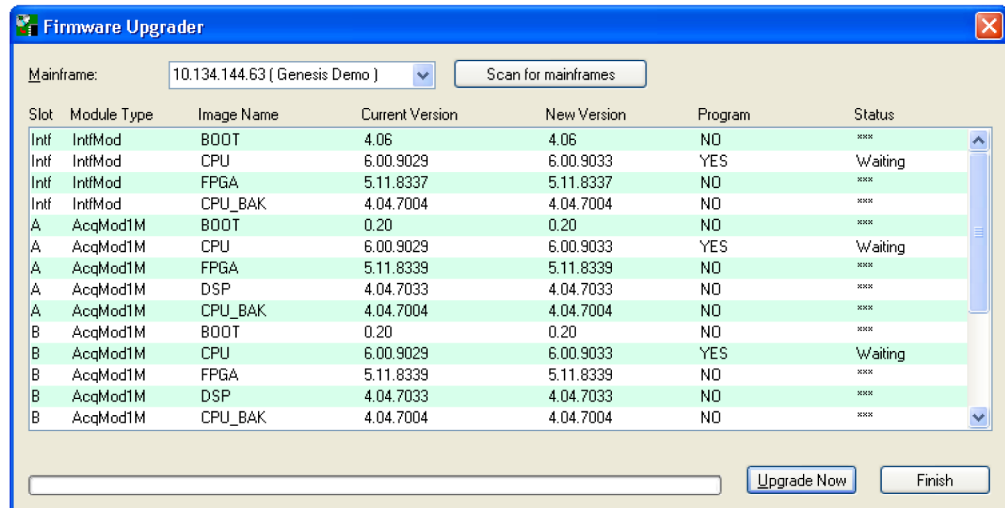 Firmware Upgrader
Mainframe: 10.134.144.63 ( Genesis Demo ) Scan for mainframes
Slot Module Type Image Name Current Version New Version Program Status
Intf IntfMod BOOT 4.06 4.06 NO ***
Intf IntfMod CPU 6.00.9029 6.00.9033 YES Waiting
Intf IntfMod FPGA 5.11.8337 5.11.8337 NO ***
Intf IntfMod CPU_BAK 4.04.7004 4.04.7004 NO ***
A AcqMod1M BOOT 0.20 0.20 NO ***
A AcqMod1M CPU 6.00.9029 6.00.9033 YES Waiting
A AcqMod1M FPGA 5.11.8339 5.11.8339 NO ***
A AcqMod1M DSP 4.04.7033 4.04.7033 NO ***
A AcqMod1M CPU_BAK 4.04.7004 4.04.7004 NO ***
B AcqMod1M BOOT 0.20 0.20 NO ***
B AcqMod1M CPU 6.00.9029 6.00.9033 YES Waiting
B AcqMod1M FPGA 5.11.8339 5.11.8339 NO ***
B AcqMod1M DSP 4.04.7033 4.04.7033 NO ***
B AcqMod1M CPU_BAK 4.04.7004 4.04.7004 NO ***
Upgrade Now Finish